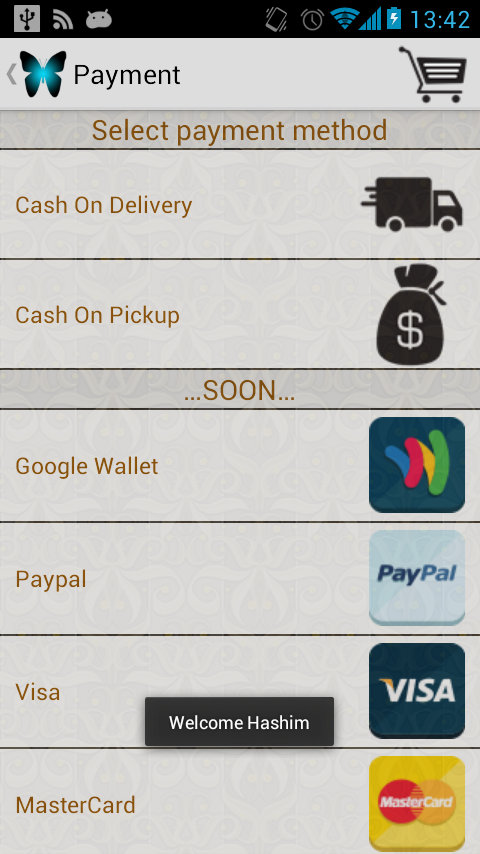 13:42
Payment
Select payment method
Cash On Delivery
Cash On Pickup
$
...SOON...
Google Wallet
Paypal
PayPal
Visa
VISA
Welcome Hashim
MasterCard
MasterCard